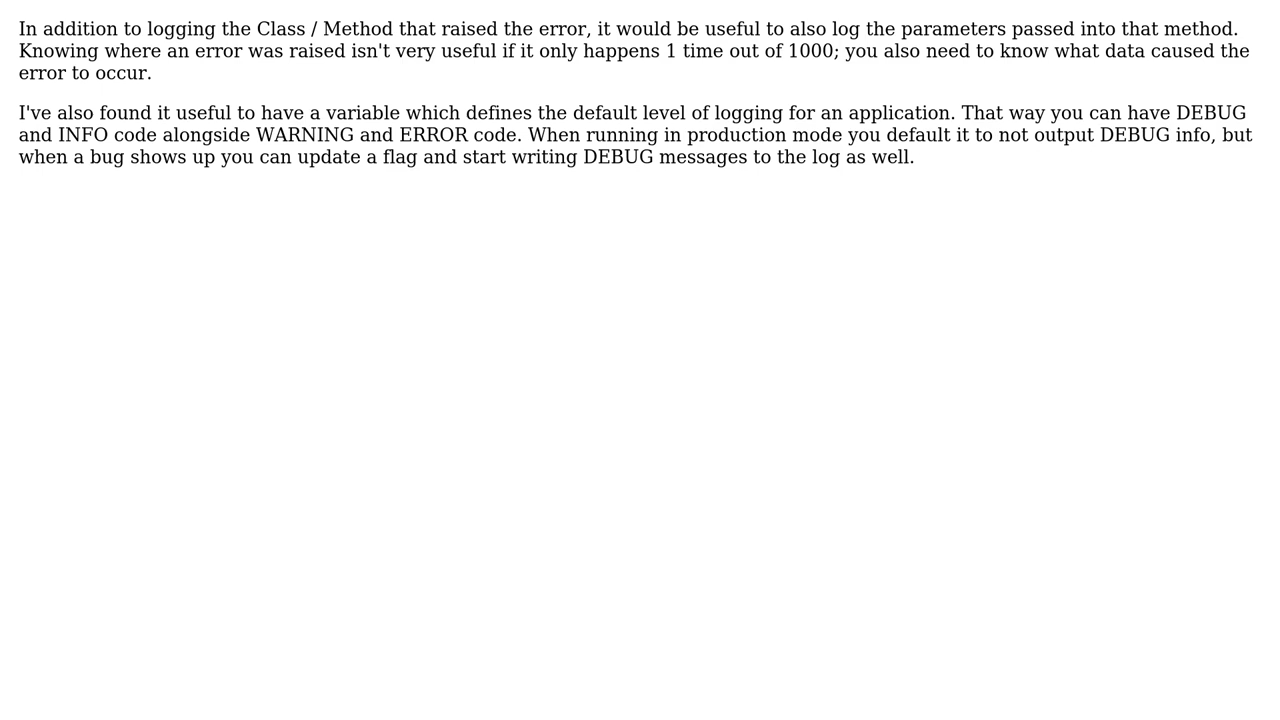 In addition to logging the Class / Method that raised the error, it would be useful to also log the parameters passed into that method.
Knowing where an error was raised isn't very useful if it only happens 1 time out of 1000; you also need to know what data caused the
error to occur.
I've also found it useful to have a variable which defines the default level of logging for an application. That way you can have DEBUG
and INFO code alongside WARNING and ERROR code. When running in production mode you default it to not output DEBUG info, but
when a bug shows up you can update a flag and start writing DEBUG messages to the log as well.